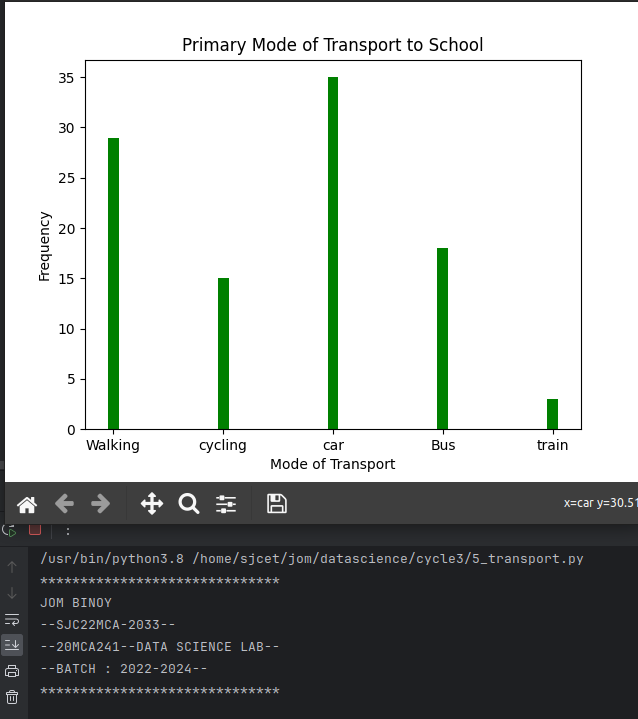 Primary Mode of Transport to School
35
30
25
20
15
10
5
0
Frequency
Walking cycling car Bus train
Mode of Transport
x=car y=30.51
:
/usr/bin/python3.8 /home/sjcet/jom/datascience/cycle3/5_transport.py
******************************
JOM BINOY
--SJC22MCA-2033--
--20MCA241--DATA SCIENCE LAB--
--BATCH : 2022-2024--
******************************